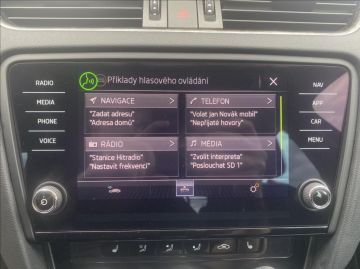 RADIO
MEDIA
PHONE
VOICE
Příklady hlasového ovládání
NAVIGACE
"Zadat adresu"
"Adresa domů"
TELEFON
"Volat Jan Novák mobil"
"Nepřijaté hovory"
RÁDIO
"Stanice Hitradio"
"Nastavit frekvenci"
MÉDIA
"Zvolit interpreta"
"Poslouchat SD 1"
NAV
APP
CAR
MENU